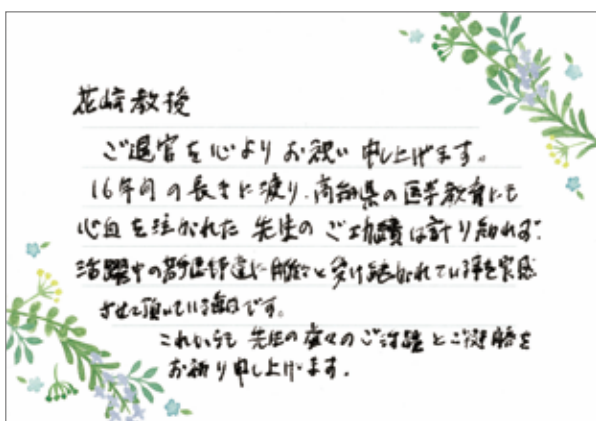 花崎教授
ご退官を心よりお祝い申し上げます。
16年間の長きに渡り、高知県の医学教育にも
心血を注がれた先生のご功蹟は計り知れず、
活躍中の若医師達に脈々と受け継がれている事を実感
させて頂いている毎日です。
これからも先生の益々のご活躍とご健勝を
お祈り申し上げます。